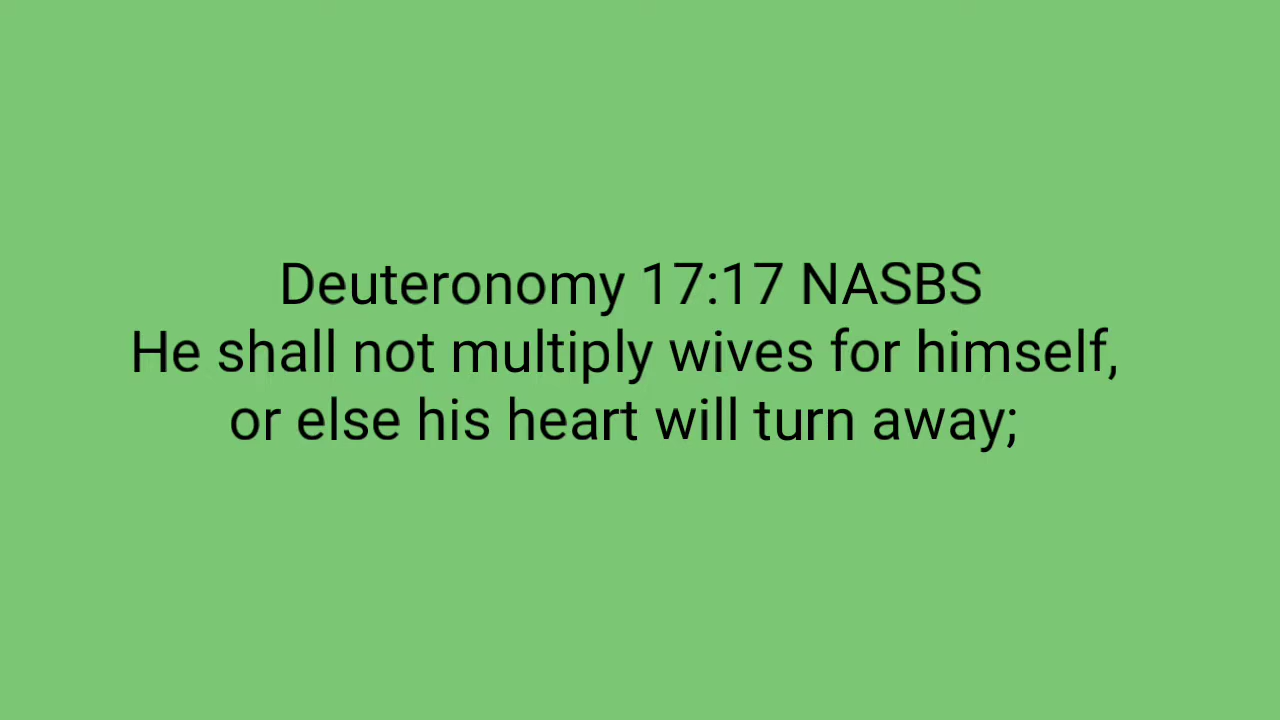 Deuteronomy 17:17 NASBS
He shall not multiply wives for himself,
or else his heart will turn away;